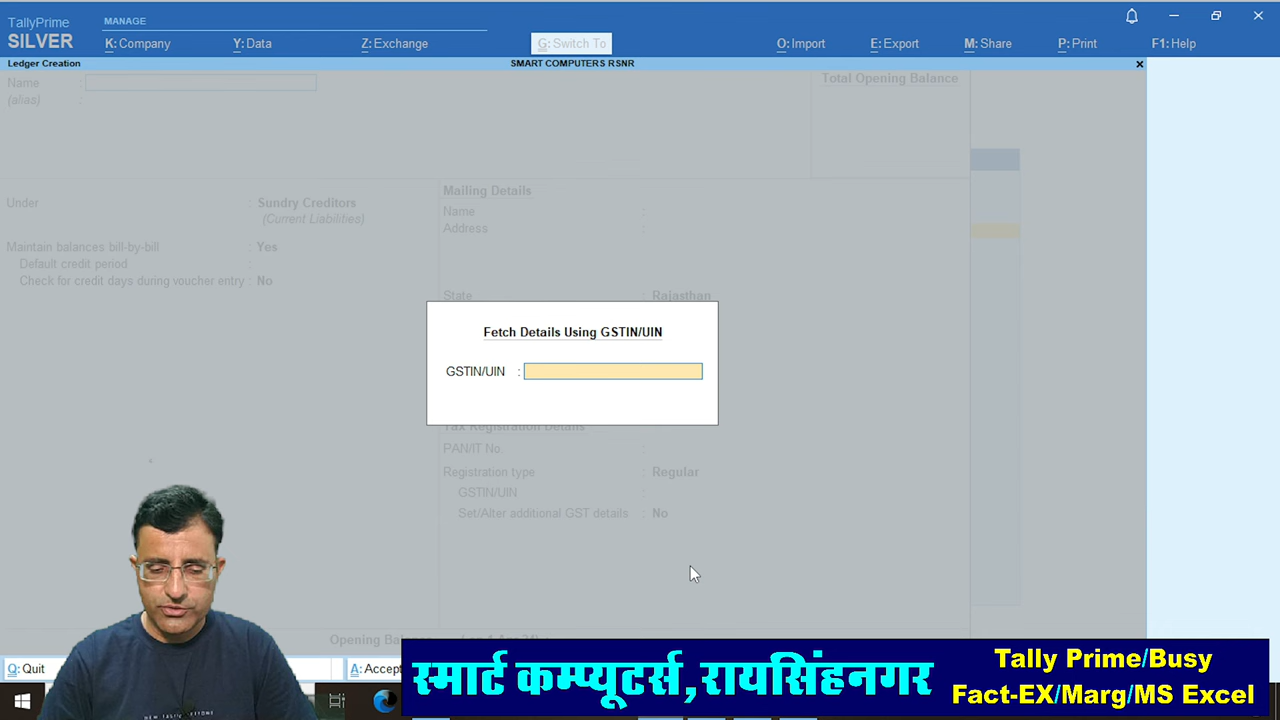 TallyPrime
MANAGE
SILVER
K: Company
Y: Data
Z: Exchange
G: Switch To
O: Import
E: Export
M: Share
P: Print
F1: Help
Ledger Creation
SMART COMPUTERS RSNR
Name :
(alias) :
Total Opening Balance
Under : Sundry Creditors
(Current Liabilities)
Maintain balances bill-by-bill : Yes
Default credit period :
Check for credit days during voucher entry : No
Mailing Details
Name :
Address :
State : Rajasthan
Fetch Details Using GSTIN/UIN
GSTIN/UIN :
Tax Registration Details
PAN/IT No. :
Registration type : Regular
GSTIN/UIN :
Set/Alter additional GST details : No
Opening Balance
Q: Quit
A: Accept
स्मार्ट कम्प्यूटर्स,रायसिंहनगर
Tally Prime/Busy
Fact-EX/Marg/MS Excel